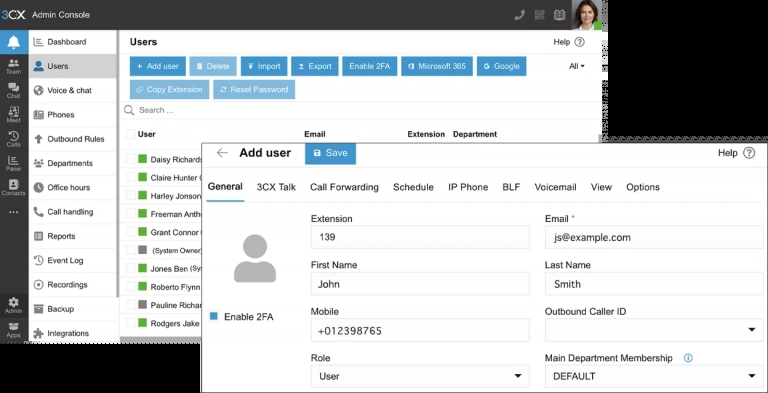 3CX Admin Console
Dashboard
Users
Voice & chat
Phones
Outbound Rules
Departments
Office hours
Call handling
Reports
Event Log
Recordings
Backup
Integrations
Team
Chat
Meet
Calls
Panel
Contacts
Admin
Apps
Users
Help ?
+ Add user
Delete
Import
Export
Enable 2FA
Microsoft 365
G Google
All
Copy Extension
Reset Password
Search ...
User Email Extension Department
Daisy Richards
Claire Hunter (
Harley Jonson
Freeman Anth
Grant Connor
(System Owner)
Jones Ben (Sys
Roberto Flynn
Pauline Richar
Rodgers Jake
← Add user
Save
Help ?
General 3CX Talk Call Forwarding Schedule IP Phone BLF Voicemail View Options
Enable 2FA
Extension
139
Email *
js@example.com
First Name
John
Last Name
Smith
Mobile
+012398765
Outbound Caller ID
Role
User
Main Department Membership
DEFAULT